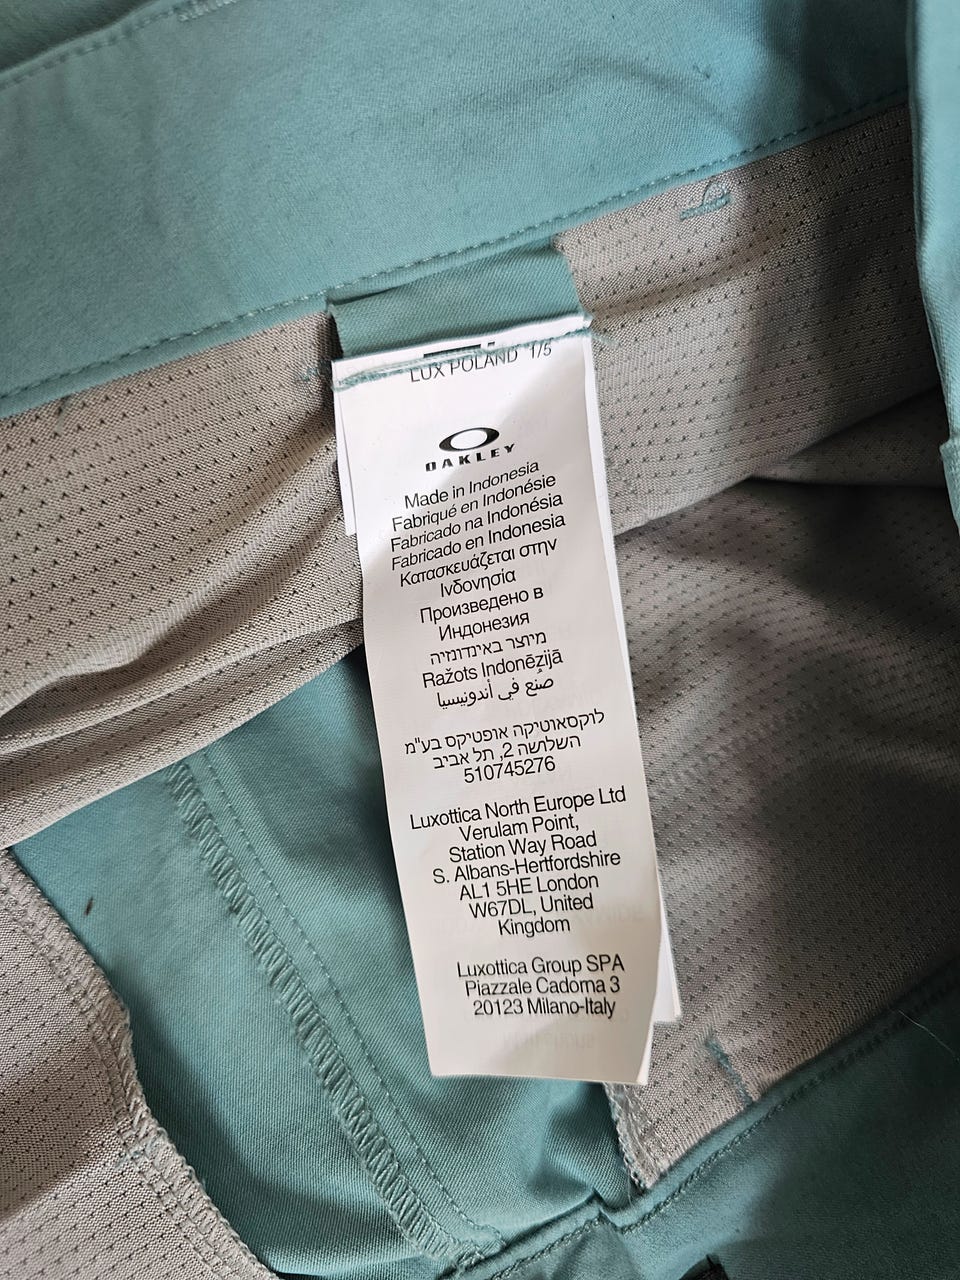 LUX POLAND 1/5
OAKLEY
Made in Indonesia
Fabriqué en Indonésie
Fabricado na Indonésia
Fabricado en Indonesia
Κατασκευάζεται στην
Ινδονησία
Произведено в
Индонезия
מיוצר באינדונזיה
Ražots Indonēzijā
صنع في أندونيسيا
לוקסאוטיקה אופטיקס בע"מ
השלושה 2, תל אביב
510745276
Luxottica North Europe Ltd
Verulam Point,
Station Way Road
S. Albans-Hertfordshire
AL1 5HE London
W67DL, United
Kingdom
Luxottica Group SPA
Piazzale Cadorna 3
20123 Milano-Italy